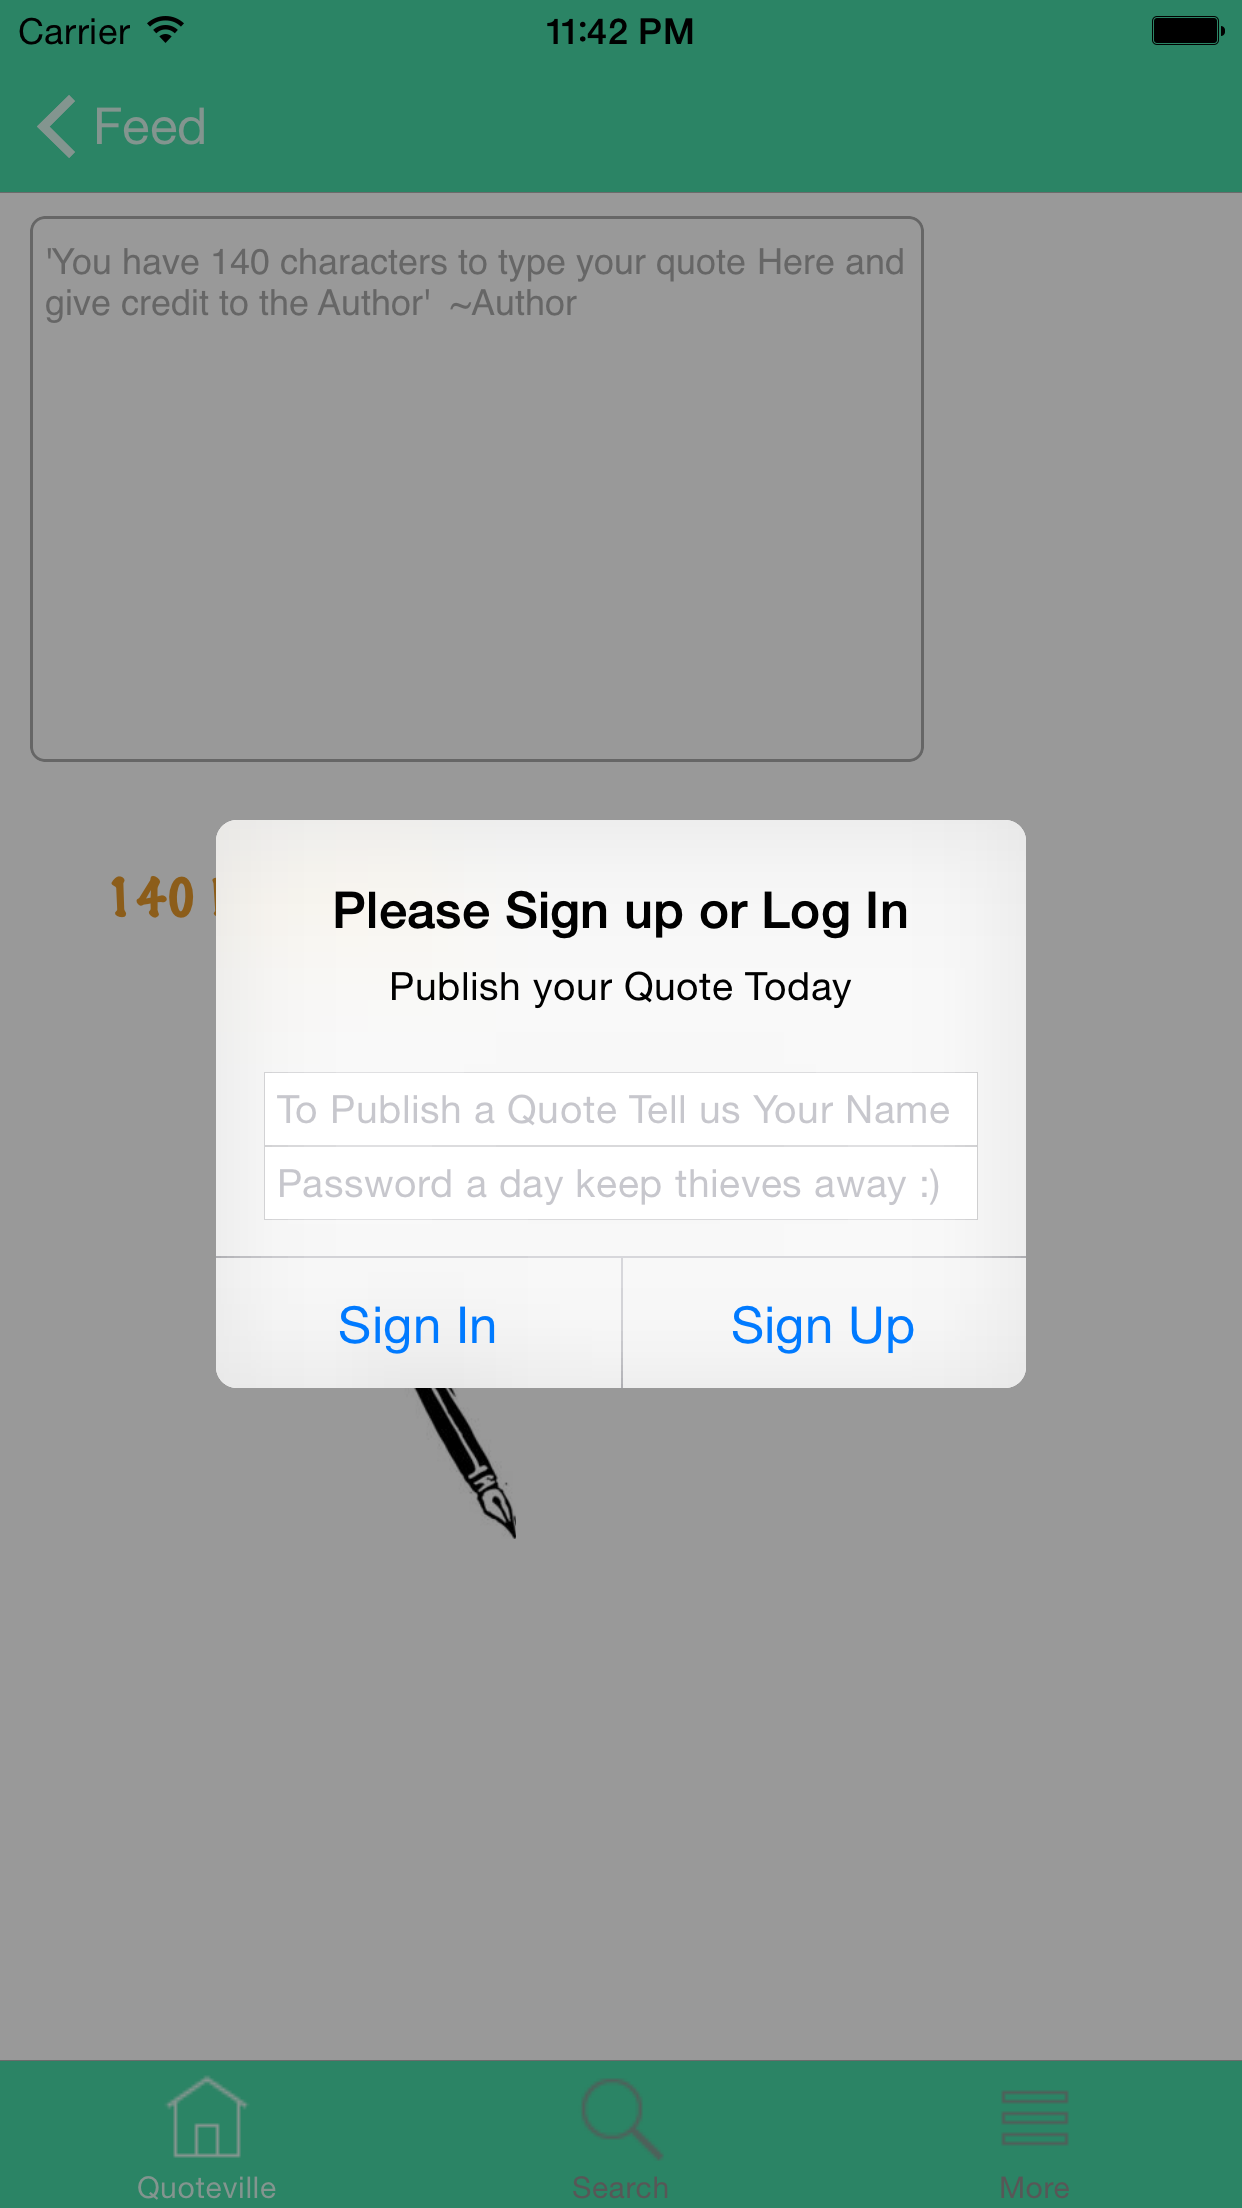 Carrier
11:42 PM
Feed
'You have 140 characters to type your quote Here and
give credit to the Author'  ~Author
140
Please Sign up or Log In
Publish your Quote Today
To Publish a Quote Tell us Your Name
Password a day keep thieves away :)
Sign In
Sign Up
Quoteville
Search
More